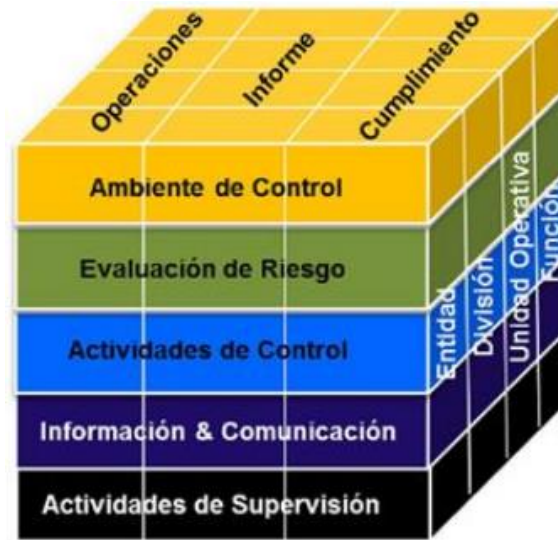 Operaciones
Informe
Cumplimiento
Ambiente de Control
Evaluación de Riesgo
Actividades de Control
Información & Comunicación
Actividades de Supervisión
Entidad
División
Unidad Operativa
Función